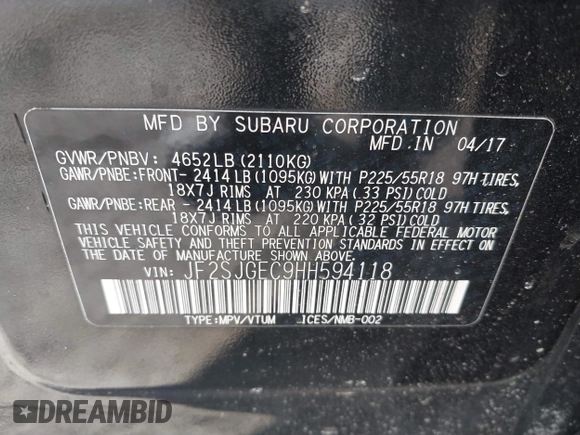 MFD BY SUBARU CORPORATION
MFD IN 04/17
GVWR/PNBV: 4652LB (2110KG)
GAWR/PNBE: FRONT- 2414 LB (1095KG) WITH P225/55R18 97H TIRES,
18X7J RIMS AT 230 KPA ( 33 PSI) COLD
GAWR/PNBE: REAR - 2414 LB (1095KG) WITH P225/55R18 97H TIRES,
18X7J RIMS AT 220 KPA ( 32 PSI) COLD
THIS VEHICLE CONFORMS TO ALL APPLICABLE FEDERAL MOTOR
VEHICLE SAFETY AND THEFT PREVENTION STANDARDS IN EFFECT
ON THE DATE OF MANUFACTURE SHOWN ABOVE.
VIN: JF2SJGEC9HH594118
TYPE: MPV/VTUM ICES/NMB-002
DREAMBID